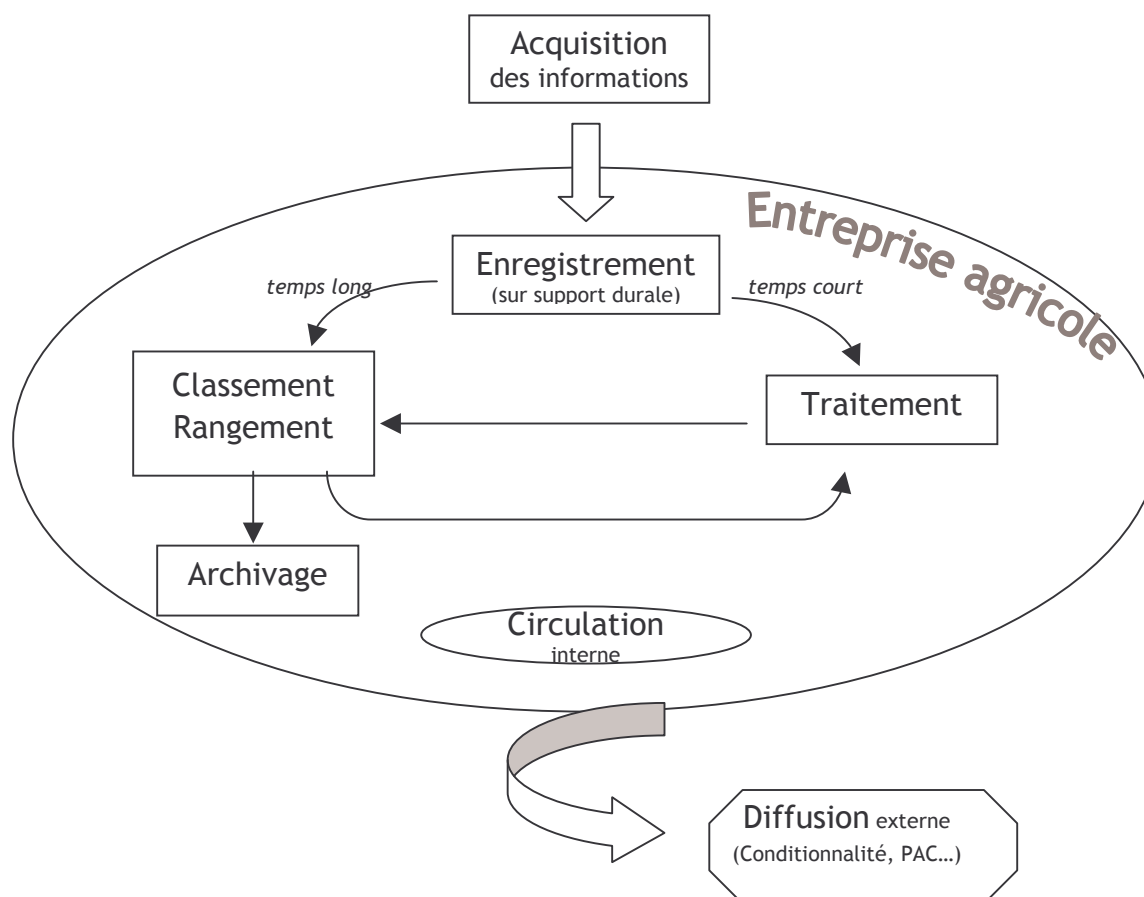 Acquisition
des informations
Entreprise agricole
Enregistrement
(sur support durale)
temps long
temps court
Classement
Rangement
Traitement
Archivage
Circulation
interne
Diffusion externe
(Conditionnalité, PAC…)